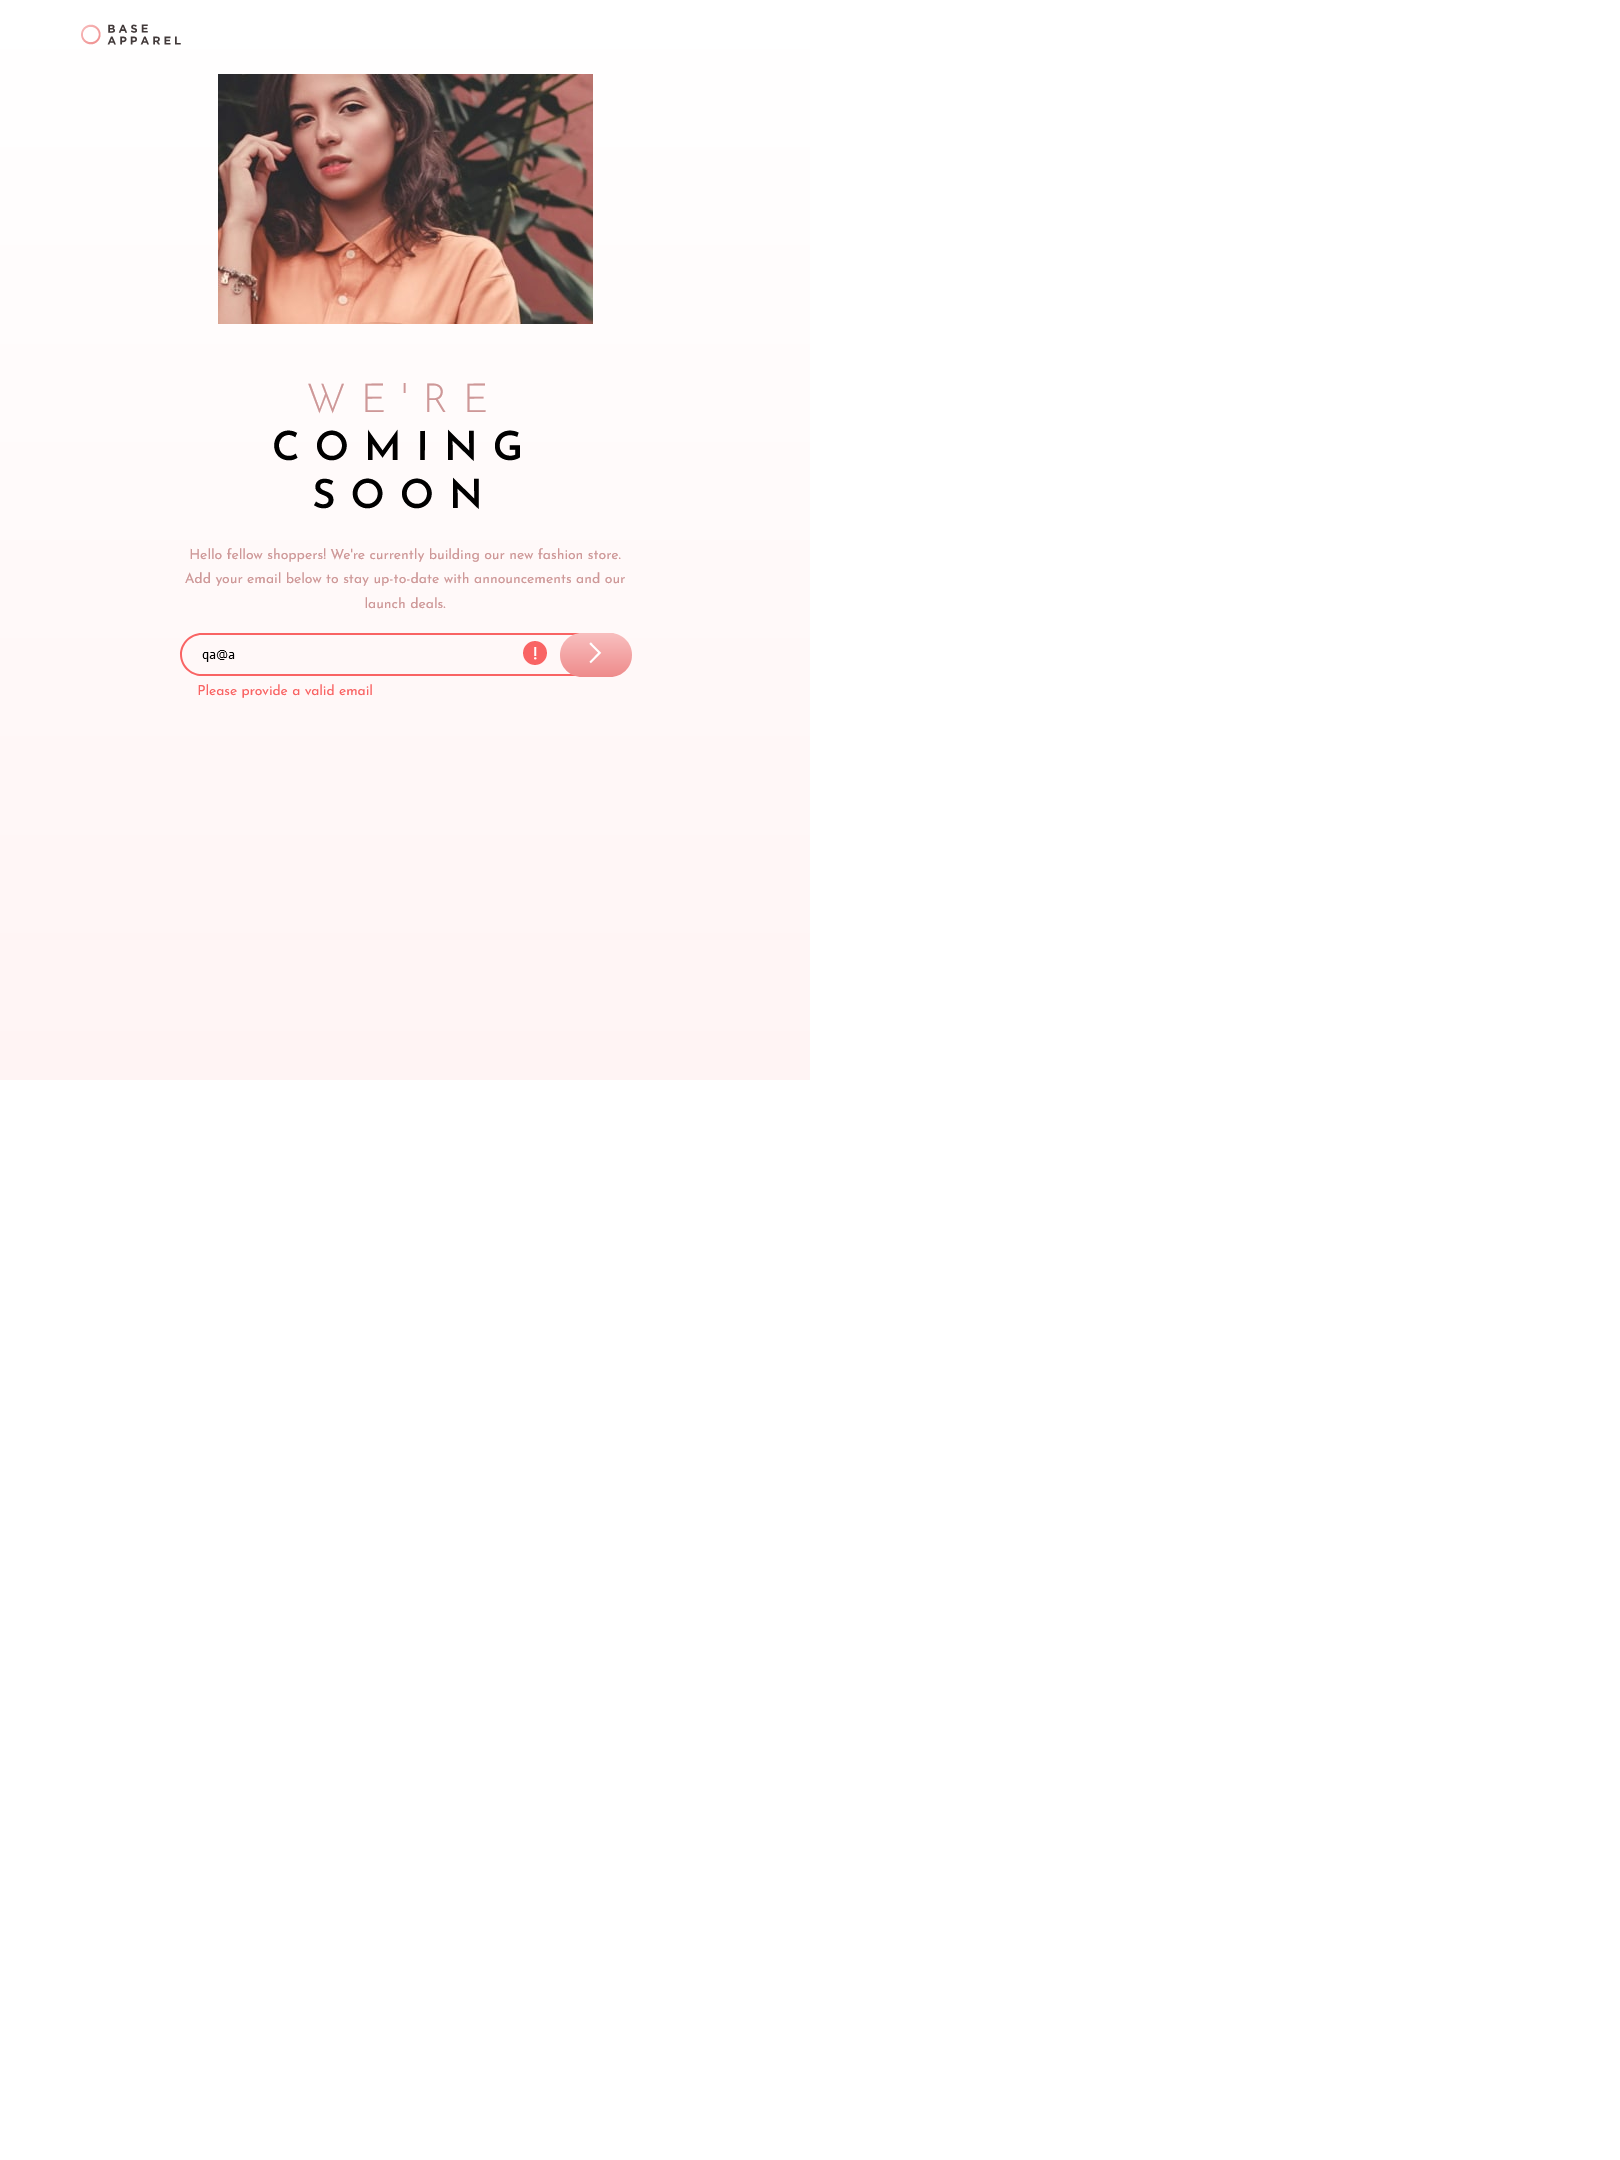 BASE
APPAREL
WE'RE
COMING
SOON
Hello fellow shoppers! We're currently building our new fashion store.
Add your email below to stay up-to-date with announcements and our
launch deals.
qa@a
!
Please provide a valid email